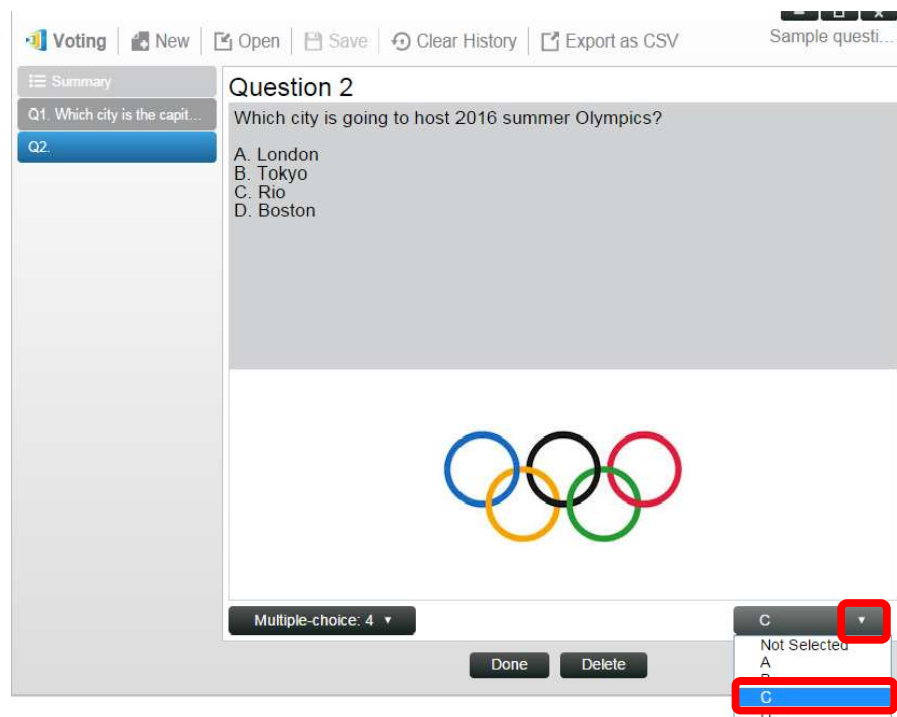 Voting New Open Save Clear History Export as CSV Sample questi...
Summary
Q1. Which city is the capit...
Q2.
Question 2
Which city is going to host 2016 summer Olympics?
A. London
B. Tokyo
C. Rio
D. Boston
Multiple-choice: 4
C
Not Selected
A
C
Done Delete